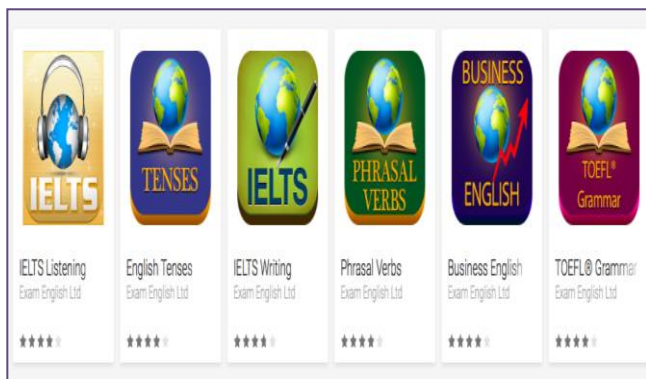 IELTS
TENSES
IELTS
PHRASAL
VERBS
BUSINESS
ENGLISH
TOEFL®
Grammar
IELTS Listening
Exam English Ltd
English Tenses
Exam English Ltd
IELTS Writing
Exam English Ltd
Phrasal Verbs
Exam English Ltd
Business English
Exam English Ltd
TOEFL® Grammar
Exam English Ltd